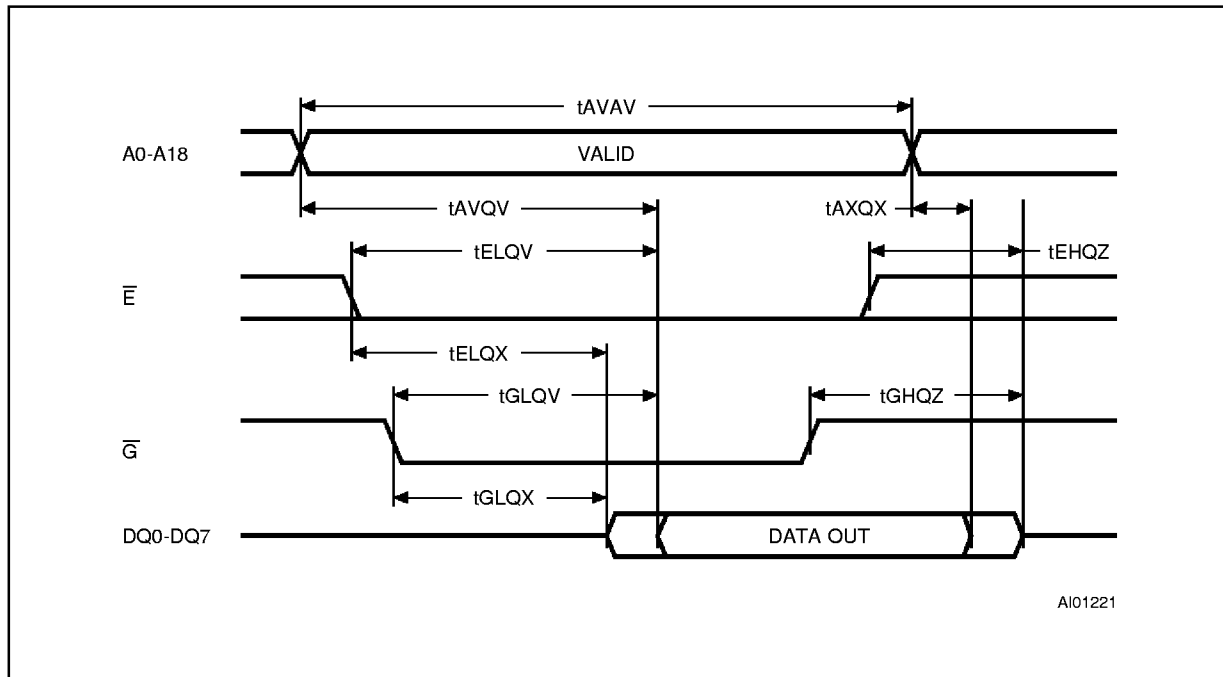 tAVAV
A0-A18
VALID
tAVQV
tAXQX
tELQV
tEHQZ
E
tELQX
tGLQV
tGHQZ
G
tGLQX
DQ0-DQ7
DATA OUT
AI01221